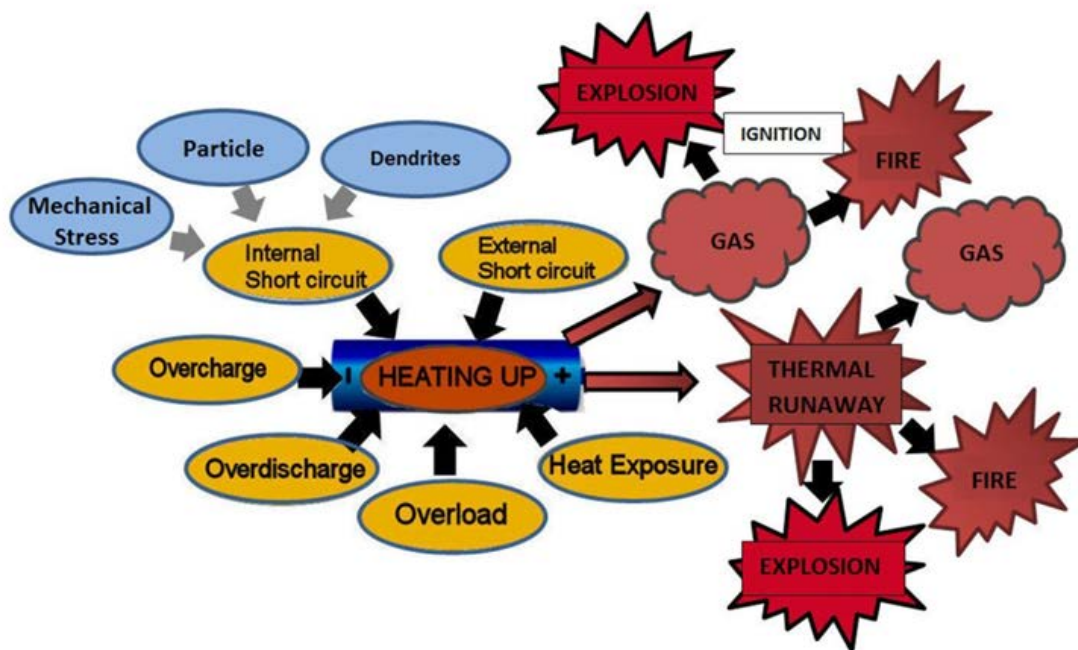 EXPLOSION
IGNITION
FIRE
Particle
Dendrites
Mechanical
Stress
Internal
Short circuit
External
Short circuit
GAS
GAS
Overcharge
- HEATING UP +
THERMAL
RUNAWAY
Overdischarge
Heat Exposure
Overload
FIRE
EXPLOSION